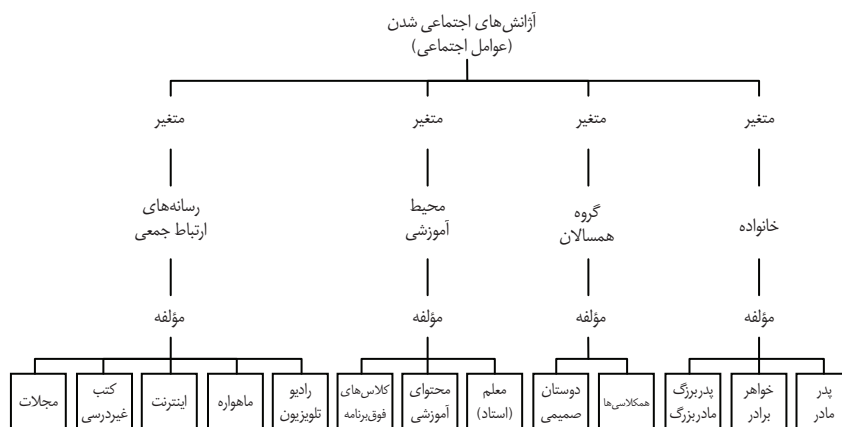 آژانش‌های اجتماعی شدن
(عوامل اجتماعی)
متغیر
متغیر
متغیر
متغیر
خانواده
گروه
همسالان
محیط
آموزشی
رسانه‌های
ارتباط جمعی
مؤلفه
مؤلفه
مؤلفه
مؤلفه
پدر
مادر
خواهر
برادر
پدربزرگ
مادربزرگ
همکلاسی‌ها
دوستان
صمیمی
معلم
(استاد)
محتوای
آموزشی
کلاس‌های
فوق‌برنامه
رادیو
تلویزیون
ماهواره
اینترنت
کتب
غیردرسی
مجلات